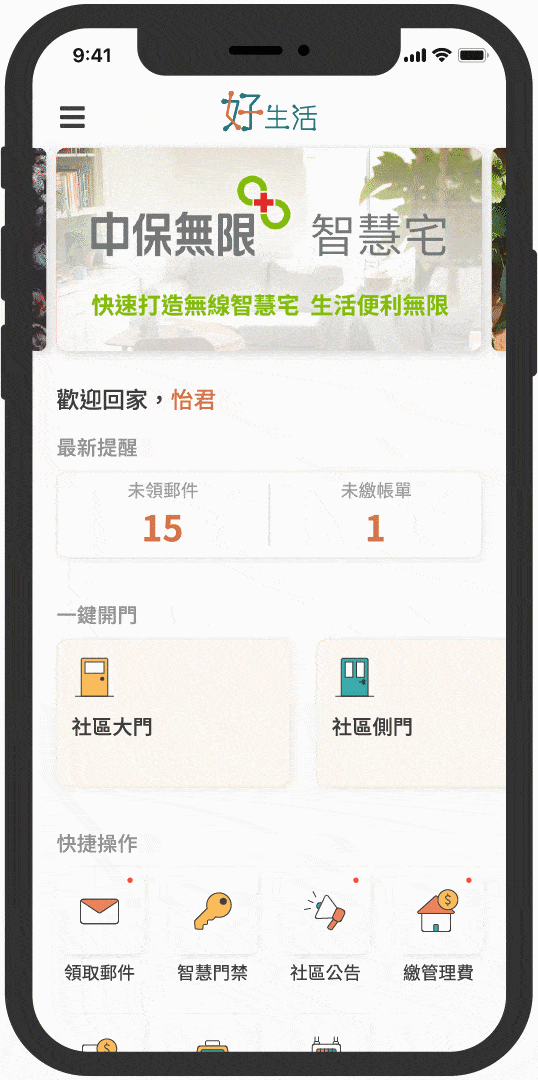 9:41
好生活
中保無限 智慧宅
快速打造無線智慧宅 生活便利無限
歡迎回家，怡君
最新提醒
未領郵件 未繳帳單
15 1
一鍵開門
社區大門 社區側門
快捷操作
領取郵件 智慧門禁 社區公告 繳管理費